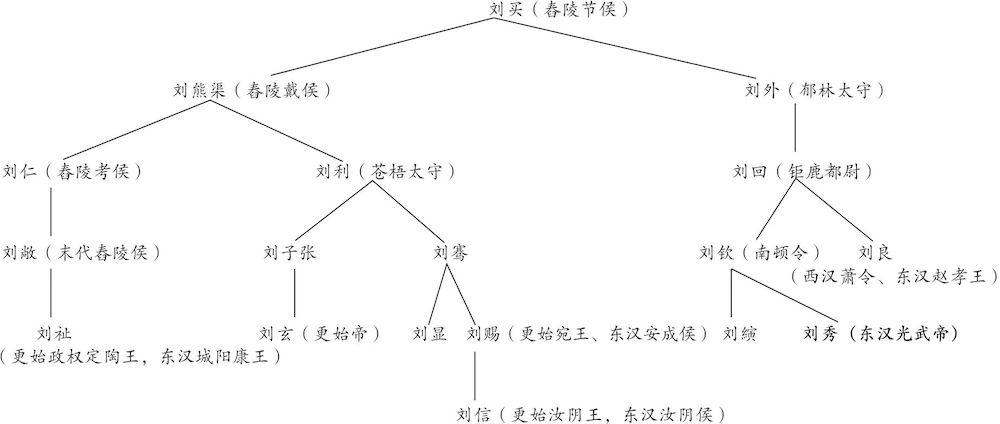 刘买（舂陵节侯）
刘熊渠（舂陵戴侯） 刘外（郁林太守）
刘仁（舂陵考侯） 刘利（苍梧太守） 刘回（钜鹿都尉）
刘敞（末代舂陵侯） 刘子张 刘骞 刘钦（南顿令） 刘良
（西汉萧令、东汉赵孝王）
刘祉 刘玄（更始帝） 刘显 刘赐（更始宛王、东汉安成侯） 刘縯 刘秀（东汉光武帝）
（更始政权定陶王，东汉城阳康王）
刘信（更始汝阴王，东汉汝阴侯）